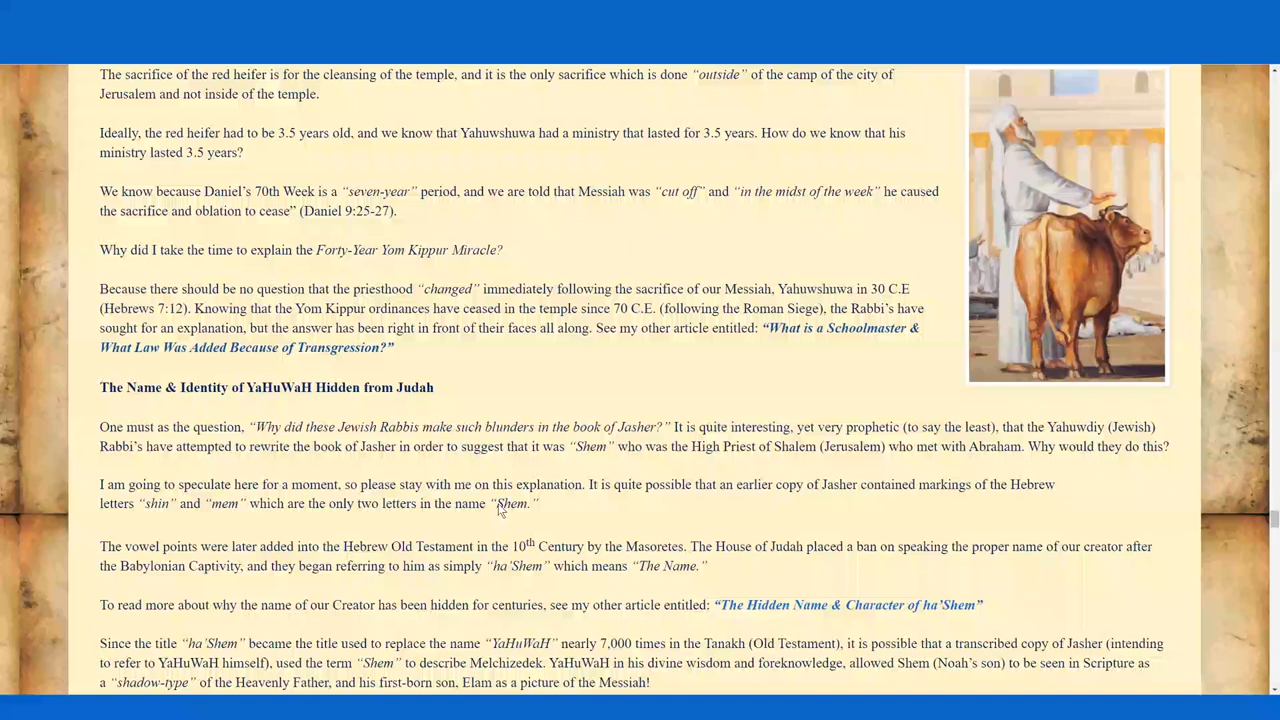 The sacrifice of the red heifer is for the cleansing of the temple, and it is the only sacrifice which is done “outside” of the camp of the city of
Jerusalem and not inside of the temple.
Ideally, the red heifer had to be 3.5 years old, and we know that Yahuwshuwa had a ministry that lasted for 3.5 years. How do we know that his
ministry lasted 3.5 years?
We know because Daniel’s 70th Week is a “seven-year” period, and we are told that Messiah was “cut off” and “in the midst of the week” he caused
the sacrifice and oblation to cease” (Daniel 9:25-27).
Why did I take the time to explain the Forty-Year Yom Kippur Miracle?
Because there should be no question that the priesthood “changed” immediately following the sacrifice of our Messiah, Yahuwshuwa in 30 C.E
(Hebrews 7:12). Knowing that the Yom Kippur ordinances have ceased in the temple since 70 C.E. (following the Roman Siege), the Rabbi’s have
sought for an explanation, but the answer has been right in front of their faces all along. See my other article entitled: “What is a Schoolmaster &
What Law Was Added Because of Transgression?”
The Name & Identity of YaHuWaH Hidden from Judah
One must as the question, “Why did these Jewish Rabbis make such blunders in the book of Jasher?” It is quite interesting, yet very prophetic (to say the least), that the Yahuwdiy (Jewish)
Rabbi’s have attempted to rewrite the book of Jasher in order to suggest that it was “Shem” who was the High Priest of Shalem (Jerusalem) who met with Abraham. Why would they do this?
I am going to speculate here for a moment, so please stay with me on this explanation. It is quite possible that an earlier copy of Jasher contained markings of the Hebrew
letters “shin” and “mem” which are the only two letters in the name “Shem.”
The vowel points were later added into the Hebrew Old Testament in the 10th Century by the Masoretes. The House of Judah placed a ban on speaking the proper name of our creator after
the Babylonian Captivity, and they began referring to him as simply “ha’Shem” which means “The Name.”
To read more about why the name of our Creator has been hidden for centuries, see my other article entitled: “The Hidden Name & Character of ha’Shem”
Since the title “ha’Shem” became the title used to replace the name “YaHuWaH” nearly 7,000 times in the Tanakh (Old Testament), it is possible that a transcribed copy of Jasher (intending
to refer to YaHuWaH himself), used the term “Shem” to describe Melchizedek. YaHuWaH in his divine wisdom and foreknowledge, allowed Shem (Noah’s son) to be seen in Scripture as
a “shadow-type” of the Heavenly Father, and his first-born son, Elam as a picture of the Messiah!